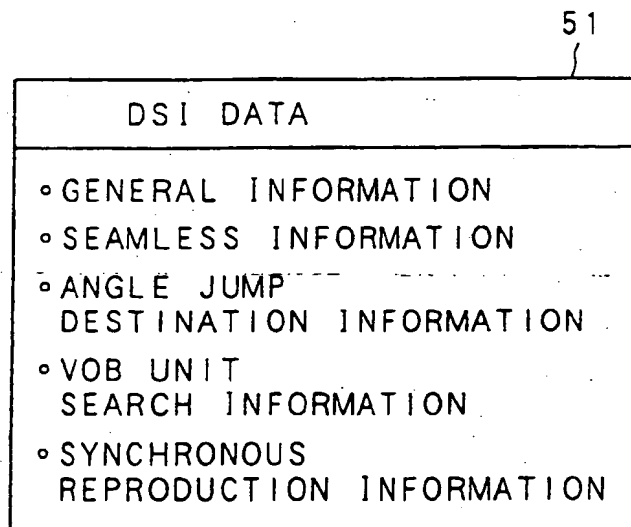 51
DSI DATA
∘GENERAL INFORMATION
∘SEAMLESS INFORMATION
∘ANGLE JUMP
DESTINATION INFORMATION
∘VOB UNIT
SEARCH INFORMATION
∘SYNCHRONOUS
REPRODUCTION INFORMATION